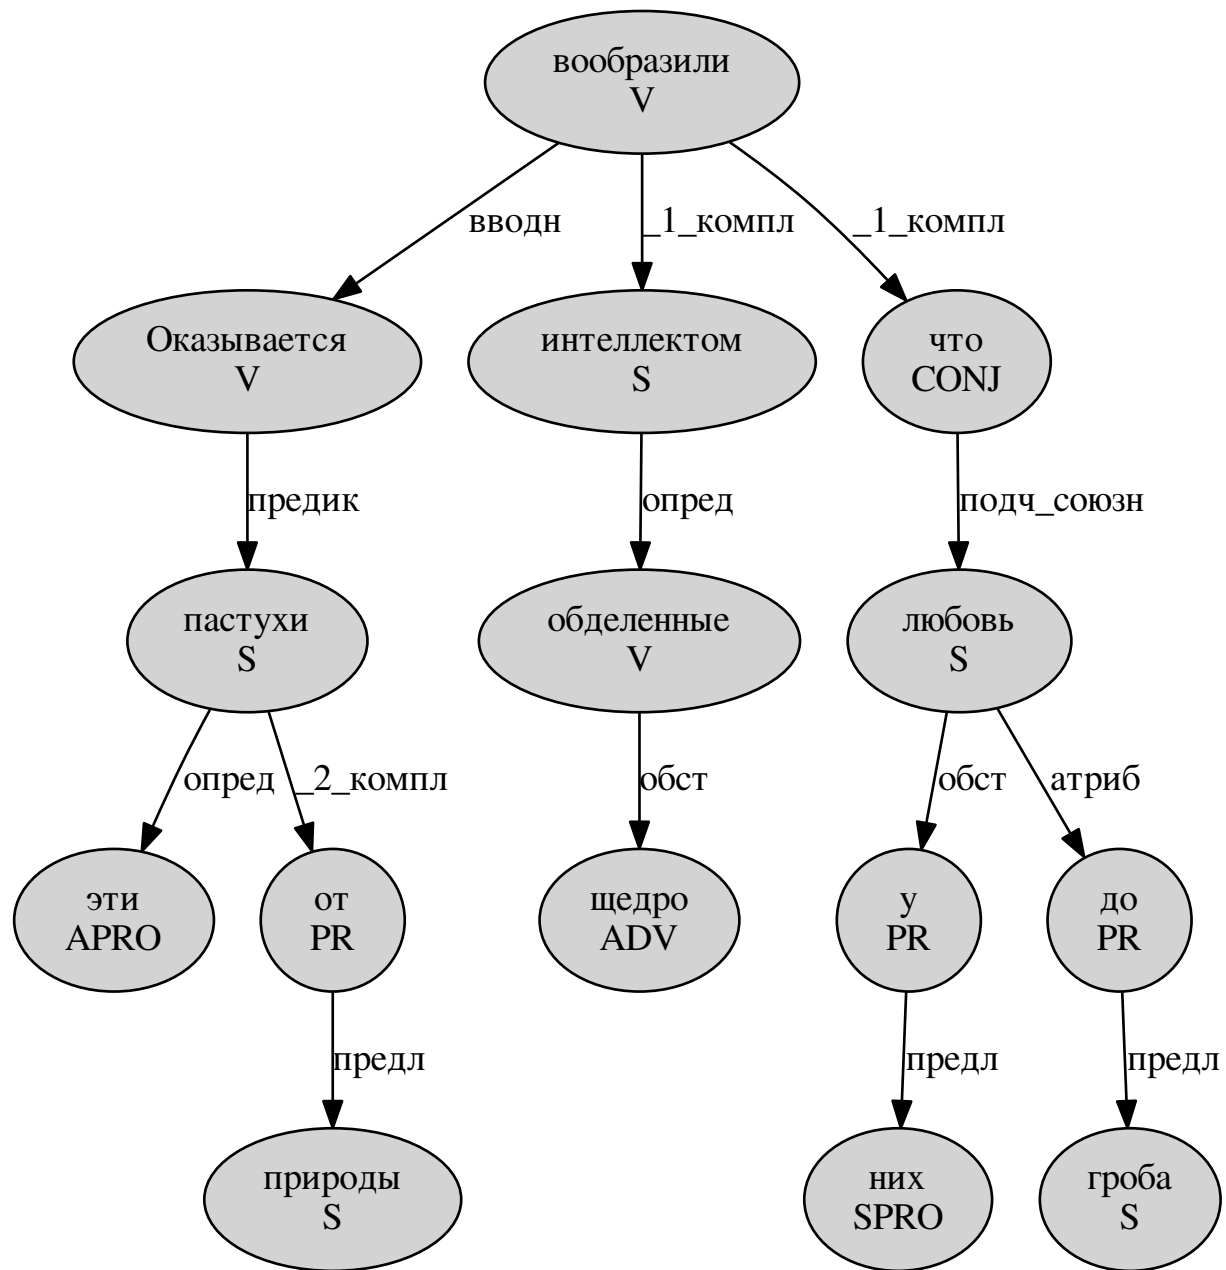 вообразили
V
вводн
_1_компл
_1_компл
Оказывается
V
интеллектом
S
что
CONJ
предик
опред
подч_союзн
пастухи
S
обделенные
V
любовь
S
опред
_2_компл
обст
обст
атриб
эти
APRO
от
PR
щедро
ADV
у
PR
до
PR
предл
предл
предл
природы
S
них
SPRO
гроба
S